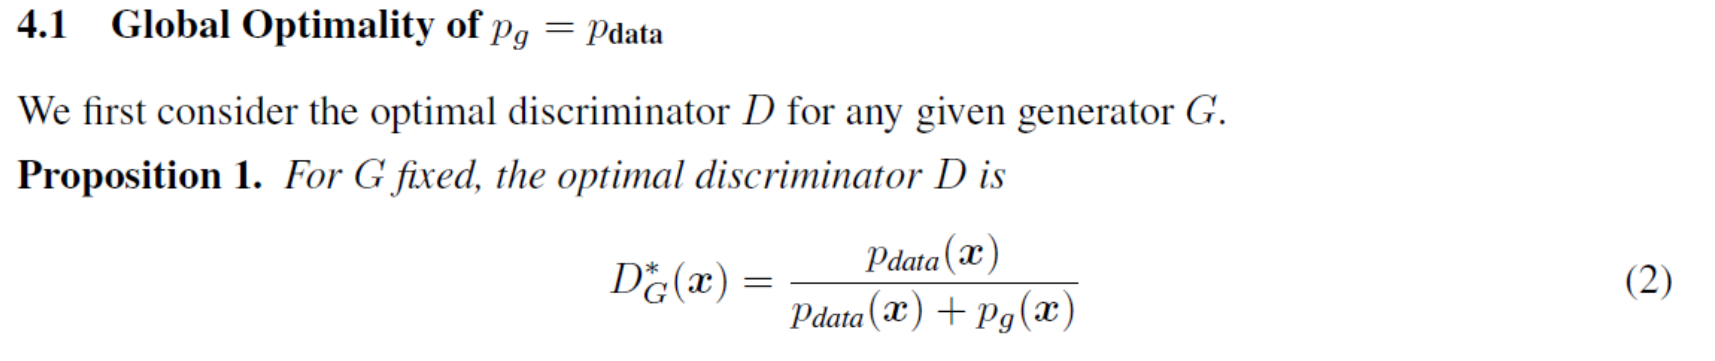 4.1 Global Optimality of p_g = p_data
We first consider the optimal discriminator D for any given generator G.
Proposition 1. For G fixed, the optimal discriminator D is
D*_G(x) = p_data(x) / (p_data(x) + p_g(x)) (2)